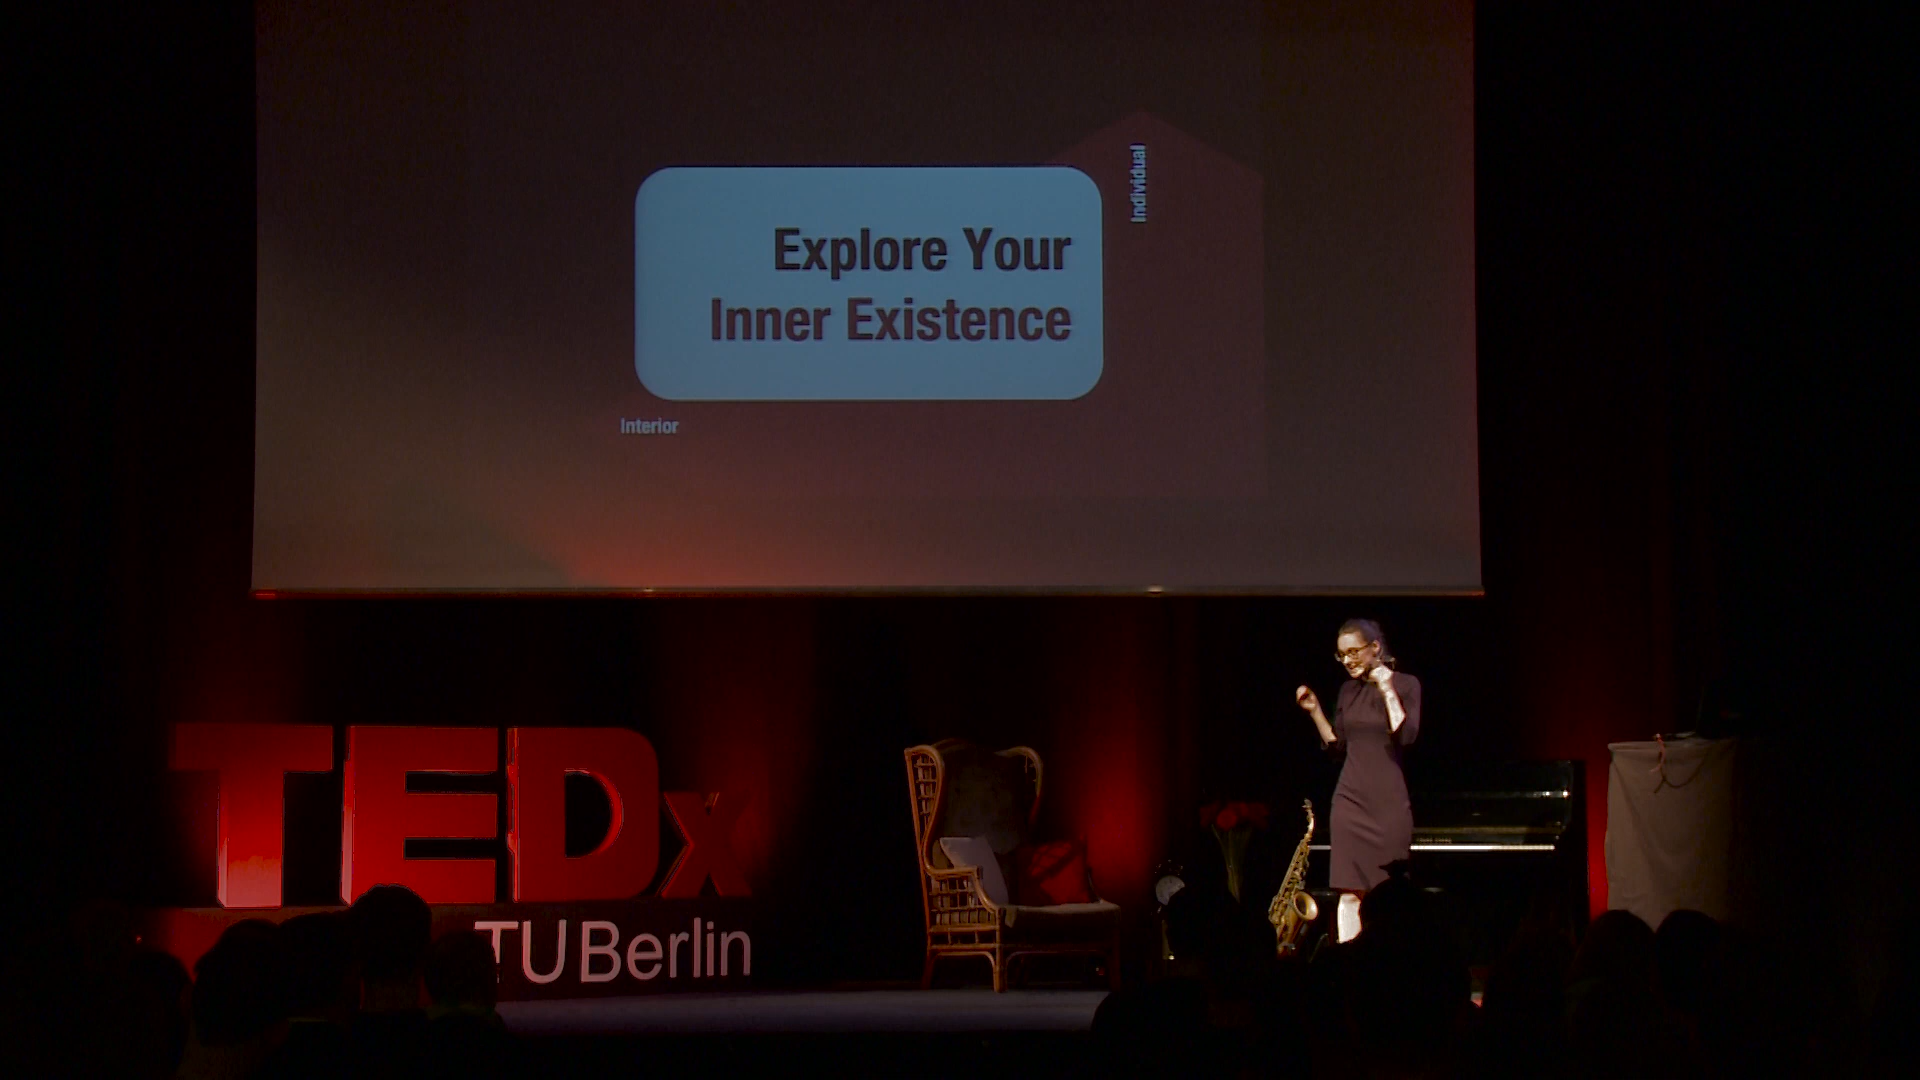 Individual
Explore Your
Inner Existence
Interior
TEDx
TU Berlin